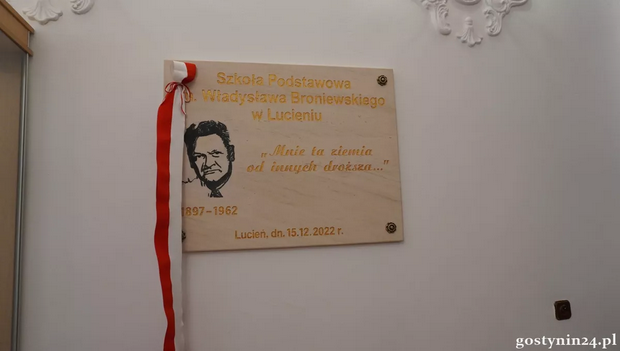 Szkoła Podstawowa
. Władysława Broniewskiego
w Lucieniu
„Mnie ta ziemia
od innych droższa..."
1897-1962
Lucień, dn. 15.12.2022 r.
gostynin24.pl